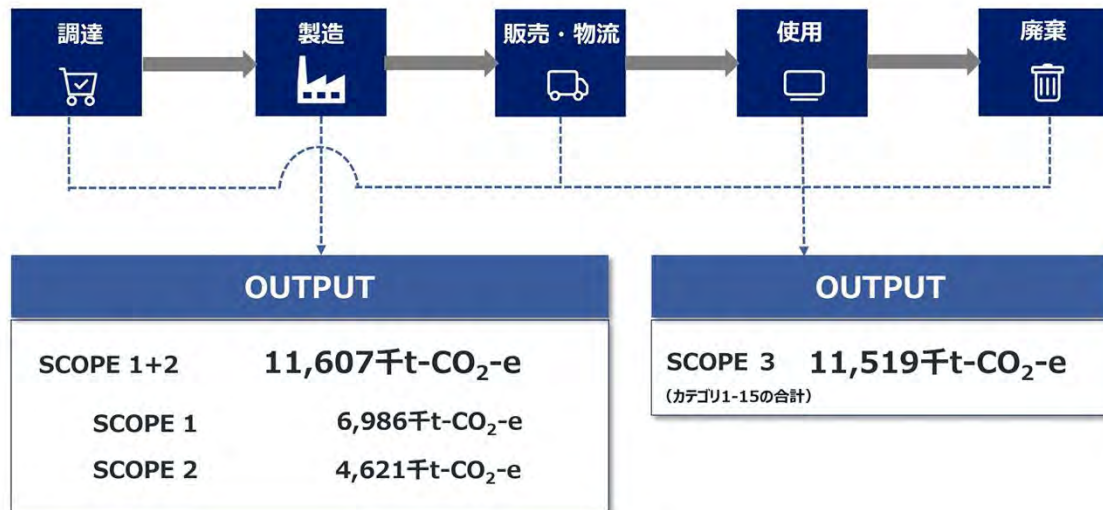 調達
製造
販売・物流
使用
廃棄
OUTPUT
SCOPE 1+2 11,607千t-CO₂-e
SCOPE 1 6,986千t-CO₂-e
SCOPE 2 4,621千t-CO₂-e
OUTPUT
SCOPE 3 11,519千t-CO₂-e
(カテゴリ1-15の合計)